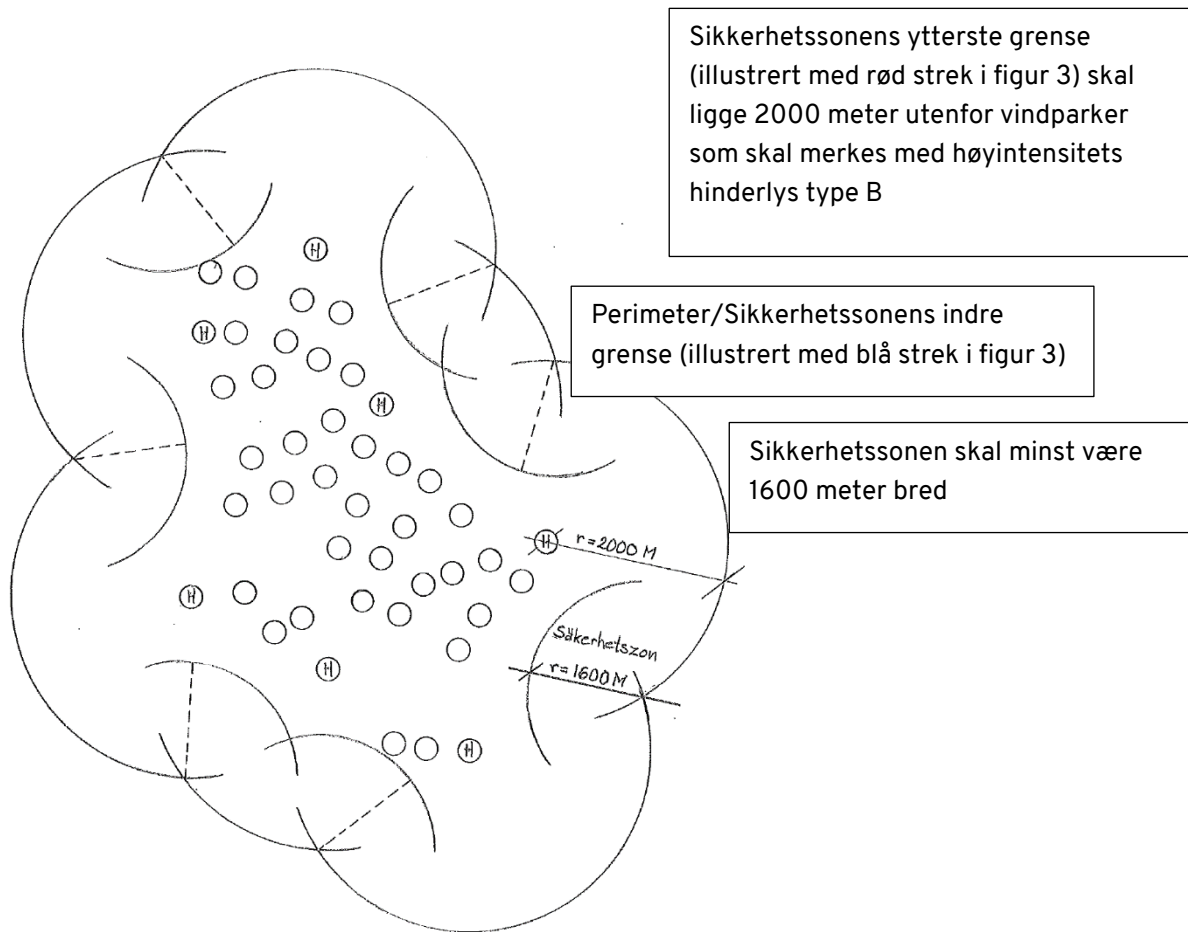 Sikkerhetssonens ytterste grense
(illustrert med rød strek i figur 3) skal
ligge 2000 meter utenfor vindparker
som skal merkes med høyintensitets
hinderlys type B
H
Perimeter/Sikkerhetssonens indre
grense (illustrert med blå strek i figur 3)
H
H
Sikkerhetssonen skal minst være
1600 meter bred
H
r=2000 M
H
Säkerhetszon
H
r=1600 M
H